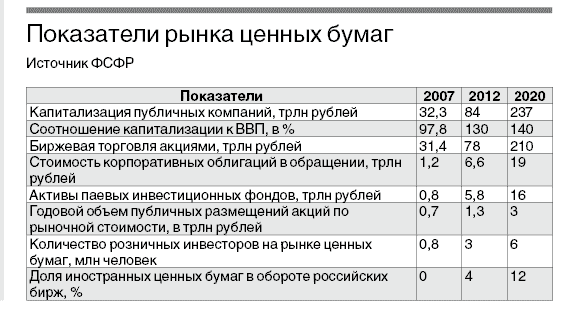 Показатели рынка ценных бумаг
Источник ФСФР
Показатели 2007 2012 2020
Капитализация публичных компаний, трлн рублей 32,3 84 237
Соотношение капитализации к ВВП, в % 97,8 130 140
Биржевая торговля акциями, трлн рублей 31,4 78 210
Стоимость корпоративных облигаций в обращении, трлн 1,2 6,6 19
рублей
Активы паевых инвестиционных фондов, трлн рублей 0,8 5,8 16
Годовой объем публичных размещений акций по 0,7 1,3 3
рыночной стоимости, в трлн рублей
Количество розничных инвесторов на рынке ценных 0,8 3 6
бумаг, млн человек
Доля иностранных ценных бумаг в обороте российских 0 4 12
бирж, %